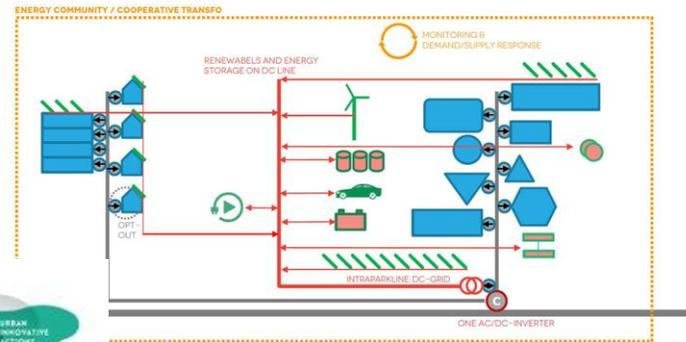 ENERGY COMMUNITY / COOPERATIVE TRANSFO
MONITORING &
DEMAND/SUPPLY RESPONSE
RENEWABELS AND ENERGY
STORAGE ON DC LINE
OPT-
OUT
INTRAPARKLINE: DC-GRID
C
ONE AC/DC-INVERTER
URBAN
INNOVATIVE
ACTIONS